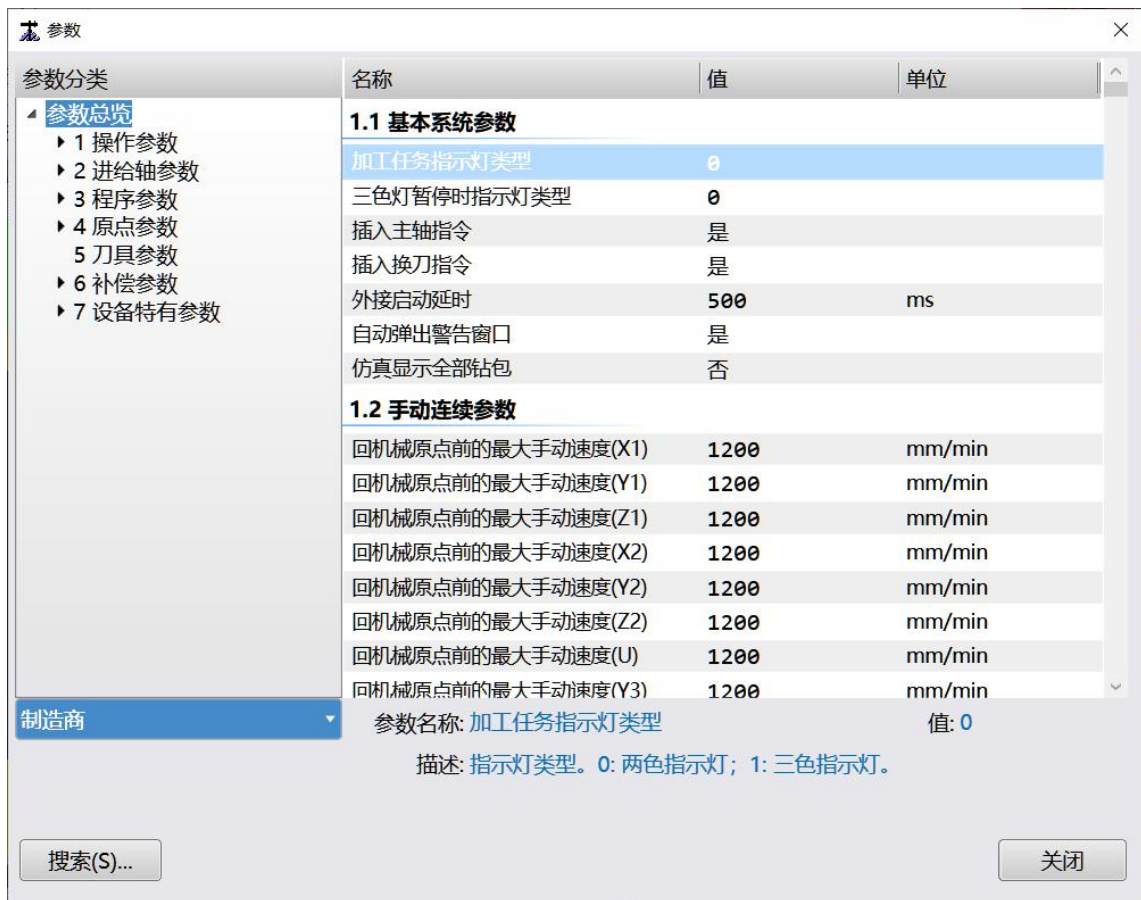 参数
参数分类 名称 值 单位
参数总览
1 操作参数
2 进给轴参数
3 程序参数
4 原点参数
5 刀具参数
6 补偿参数
7 设备特有参数
1.1 基本系统参数
加工任务指示灯类型 0
三色灯暂停时指示灯类型 0
插入主轴指令 是
插入换刀指令 是
外接启动延时 500 ms
自动弹出警告窗口 是
仿真显示全部钻包 否
1.2 手动连续参数
回机械原点前的最大手动速度(X1) 1200 mm/min
回机械原点前的最大手动速度(Y1) 1200 mm/min
回机械原点前的最大手动速度(Z1) 1200 mm/min
回机械原点前的最大手动速度(X2) 1200 mm/min
回机械原点前的最大手动速度(Y2) 1200 mm/min
回机械原点前的最大手动速度(Z2) 1200 mm/min
回机械原点前的最大手动速度(U) 1200 mm/min
回机械原点前的最大手动速度(Y3) 1200 mm/min
制造商
参数名称: 加工任务指示灯类型 值: 0
描述: 指示灯类型。0: 两色指示灯；1: 三色指示灯。
搜索(S)... 关闭